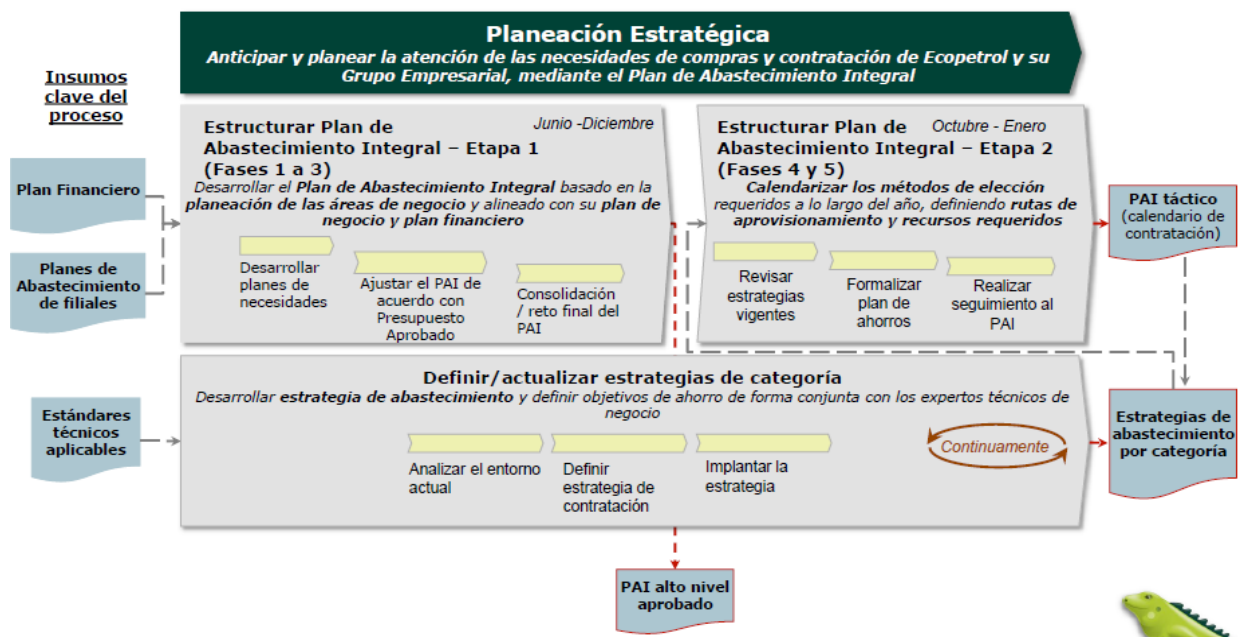 Planeación Estratégica
Anticipar y planear la atención de las necesidades de compras y contratación de Ecopetrol y su
Grupo Empresarial, mediante el Plan de Abastecimiento Integral
Insumos
clave del
proceso
Plan Financiero
Planes de
Abastecimiento
de filiales
Estándares
técnicos
aplicables
Estructurar Plan de
Abastecimiento Integral – Etapa 1
(Fases 1 a 3)
Junio -Diciembre
Desarrollar el Plan de Abastecimiento Integral basado en la
planeación de las áreas de negocio y alineado con su plan de
negocio y plan financiero
Desarrollar
planes de
necesidades
Ajustar el PAI de
acuerdo con
Presupuesto
Aprobado
Consolidación
/ reto final del
PAI
Estructurar Plan de
Abastecimiento Integral – Etapa 2
(Fases 4 y 5)
Octubre - Enero
Calendarizar los métodos de elección
requeridos a lo largo del año, definiendo rutas de
aprovisionamiento y recursos requeridos
Revisar
estrategias
vigentes
Formalizar
plan de
ahorros
Realizar
seguimiento al
PAI
PAI táctico
(calendario de
contratación)
Definir/actualizar estrategias de categoría
Desarrollar estrategia de abastecimiento y definir objetivos de ahorro de forma conjunta con los expertos técnicos de
negocio
Analizar el entorno
actual
Definir
estrategia de
contratación
Implantar la
estrategia
Continuamente
Estrategias de
abastecimiento
por categoría
PAI alto nivel
aprobado